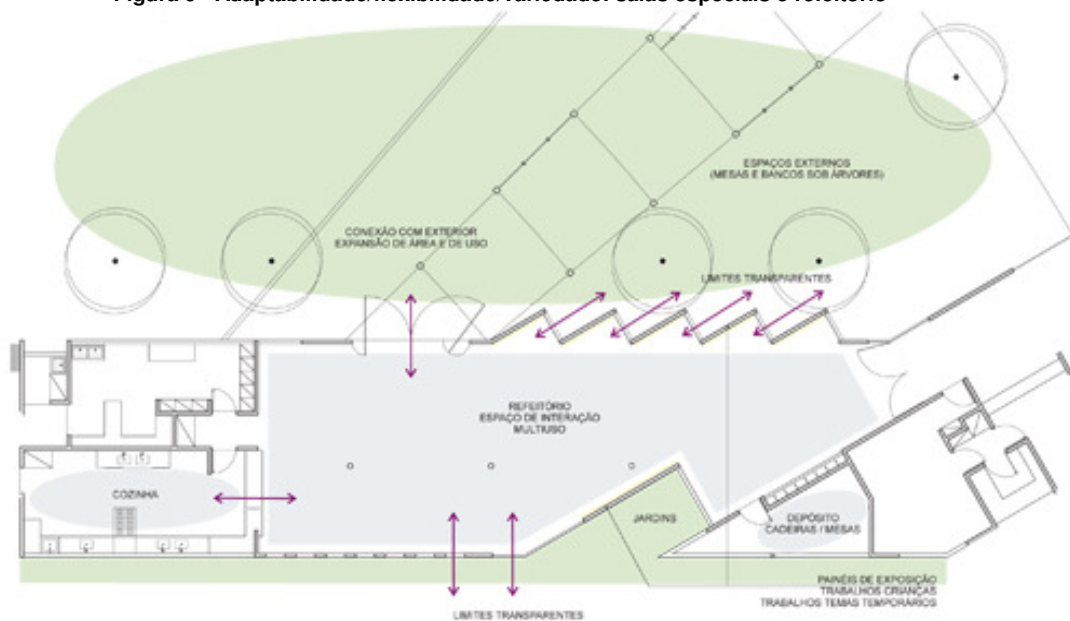 Figura 6 - Adaptabilidade/flexibilidade/variedade: salas especiais e refeitório
ESPAÇOS EXTERNOS
(MESAS E BANCOS SOB ÁRVORES)
CONEXÃO COM EXTERIOR
EXPANSÃO DE ÁREA E DE USO
LIMITES TRANSPARENTES
REFEITÓRIO
ESPAÇO DE INTERAÇÃO
MULTIUSO
COZINHA
JARDINS
DEPÓSITO
CADEIRAS / MESAS
PAINÉIS DE EXPOSIÇÃO
TRABALHOS CRIANÇAS
TRABALHOS TEMAS TEMPORÁRIOS
LIMITES TRANSPARENTES